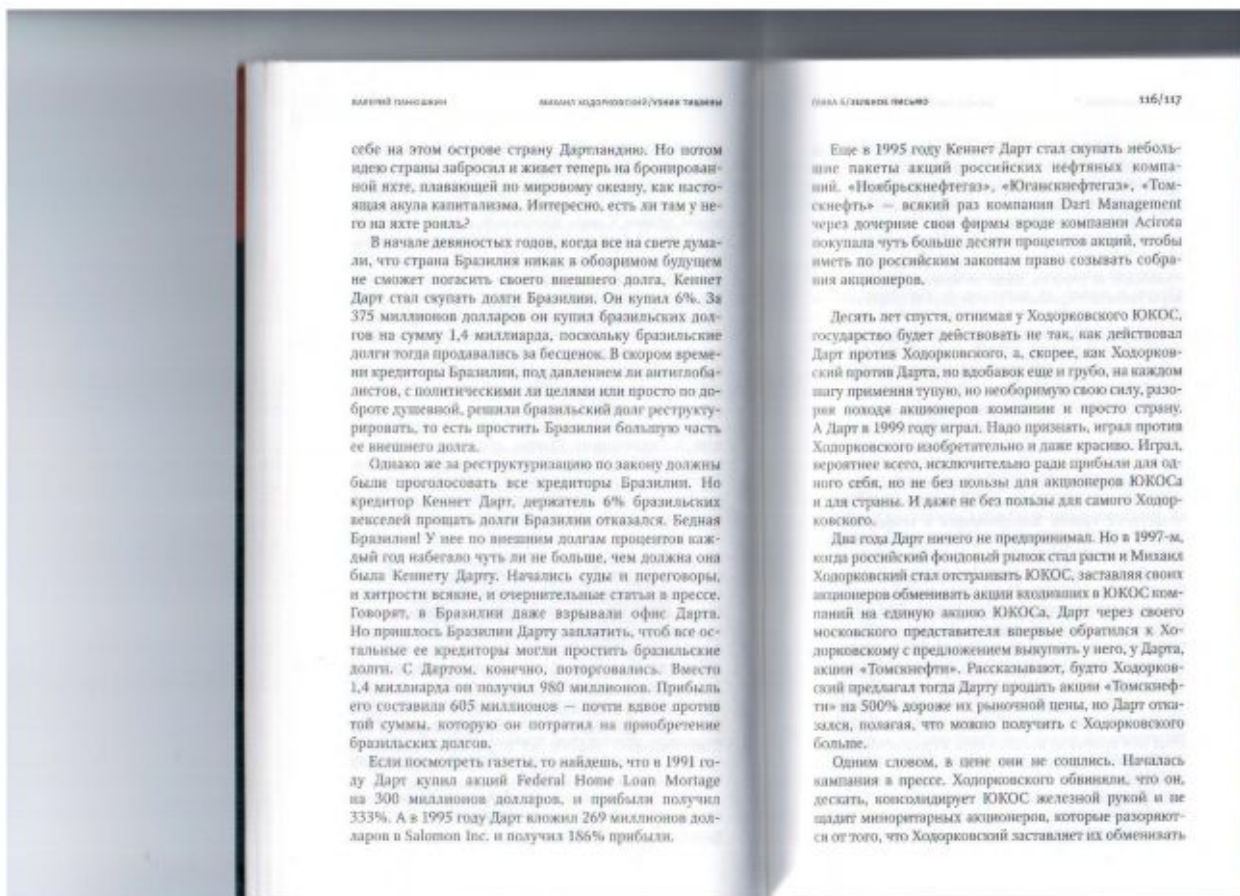 ВАЛЕРИЙ ПАНЮШКИН
МИХАИЛ ХОДОРКОВСКИЙ/УЗНИК ТИШИНЫ
себе на этом острове страну Дартландию. Но потом
идею страны забросил и живет теперь на бронирован-
ной яхте, плавающей по мировому океану, как насто-
ящая акула капитализма. Интересно, есть ли там у не-
го на яхте рояль?
В начале девяностых годов, когда все на свете дума-
ли, что страна Бразилия никак в обозримом будущем
не сможет погасить своего внешнего долга, Кеннет
Дарт стал скупать долги Бразилии. Он купил 6%. За
375 миллионов долларов он купил бразильских дол-
гов на сумму 1,4 миллиарда, поскольку бразильские
долги тогда продавались за бесценок. В скором време-
ни кредиторы Бразилии, под давлением ли антиглоба-
листов, с политическими ли целями или просто по до-
броте душевной, решили бразильский долг реструкту-
рировать, то есть простить Бразилии большую часть
ее внешнего долга.
Однако же за реструктуризацию по закону должны
были проголосовать все кредиторы Бразилии. Но
кредитор Кеннет Дарт, держатель 6% бразильских
векселей прощать долги Бразилии отказался. Бедная
Бразилия! У нее по внешним долгам процентов каж-
дый год набегало чуть ли не больше, чем должна она
была Кеннету Дарту. Начались суды и переговоры,
и хитрости всякие, и очернительные статьи в прессе.
Говорят, в Бразилии даже взрывали офис Дарта.
Но пришлось Бразилии Дарту заплатить, чтоб все ос-
тальные ее кредиторы могли простить бразильские
долги. С Дартом, конечно, поторговались. Вместо
1,4 миллиарда он получил 980 миллионов. Прибыль
его составила 605 миллионов — почти вдвое против
той суммы, которую он потратил на приобретение
бразильских долгов.
Если посмотреть газеты, то найдешь, что в 1991 го-
ду Дарт купил акций Federal Home Loan Mortage
на 300 миллионов долларов, и прибыли получил
333%. А в 1995 году Дарт вложил 269 миллионов дол-
ларов в Salomon Inc. и получил 186% прибыли.
ГЛАВА 6/ЗЕЛЕНОЕ ПИСЬМО
116/117
Еще в 1995 году Кеннет Дарт стал скупать неболь-
шие пакеты акций российских нефтяных компа-
ний. «Ноябрьскнефтегаз», «Юганскнефтегаз», «Том-
скнефть» — всякий раз компания Dart Management
через дочерние свои фирмы вроде компании Acirota
покупала чуть больше десяти процентов акций, чтобы
иметь по российским законам право созывать собра-
ния акционеров.
Десять лет спустя, отнимая у Ходорковского ЮКОС,
государство будет действовать не так, как действовал
Дарт против Ходорковского, а, скорее, как Ходорков-
ский против Дарта, но вдобавок еще и грубо, на каждом
шагу применяя тупую, но необоримую свою силу, разо-
ряя походя акционеров компании и просто страну.
А Дарт в 1999 году играл. Надо признать, играл против
Ходорковского изобретательно и даже красиво. Играл,
вероятнее всего, исключительно ради прибыли для од-
ного себя, но не без пользы для акционеров ЮКОСа
и для страны. И даже не без пользы для самого Ходор-
ковского.
Два года Дарт ничего не предпринимал. Но в 1997-м,
когда российский фондовый рынок стал расти и Михаил
Ходорковский стал отстраивать ЮКОС, заставляя своих
акционеров обменивать акции входивших в ЮКОС ком-
паний на единую акцию ЮКОСа, Дарт через своего
московского представителя впервые обратился к Хо-
дорковскому с предложением выкупить у него, у Дарта,
акции «Томскнефти». Рассказывают, будто Ходорков-
ский предлагал тогда Дарту продать акции «Томскнеф-
ти» на 500% дороже их рыночной цены, но Дарт отка-
зался, полагая, что можно получить с Ходорковского
больше.
Одним словом, в цене они не сошлись. Началась
кампания в прессе. Ходорковского обвиняли, что он,
дескать, консолидирует ЮКОС железной рукой и не
щадит миноритарных акционеров, которые разоряют-
ся от того, что Ходорковский заставляет их обменивать